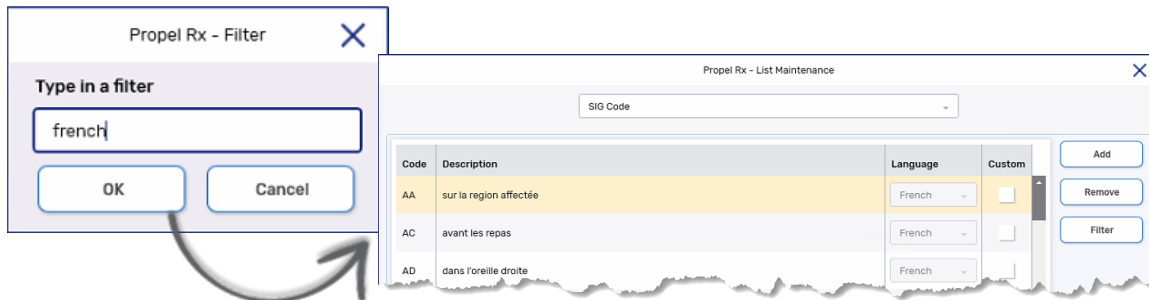 Propel Rx - Filter
Type in a filter
french
OK Cancel
Propel Rx - List Maintenance
SIG Code
Code Description Language Custom
AA sur la region affectée French
AC avant les repas French
AD dans l'oreille droite French
Add
Remove
Filter